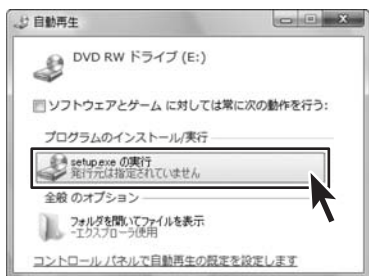 自動再生
DVD RW ドライブ (E:)
ソフトウェアとゲーム に対しては常に次の動作を行う:
プログラムのインストール/実行
setup.exe の実行
発行元は指定されていません
全般 のオプション
フォルダを開いてファイルを表示
-エクスプローラ使用
コントロール パネルで自動再生の既定を設定します